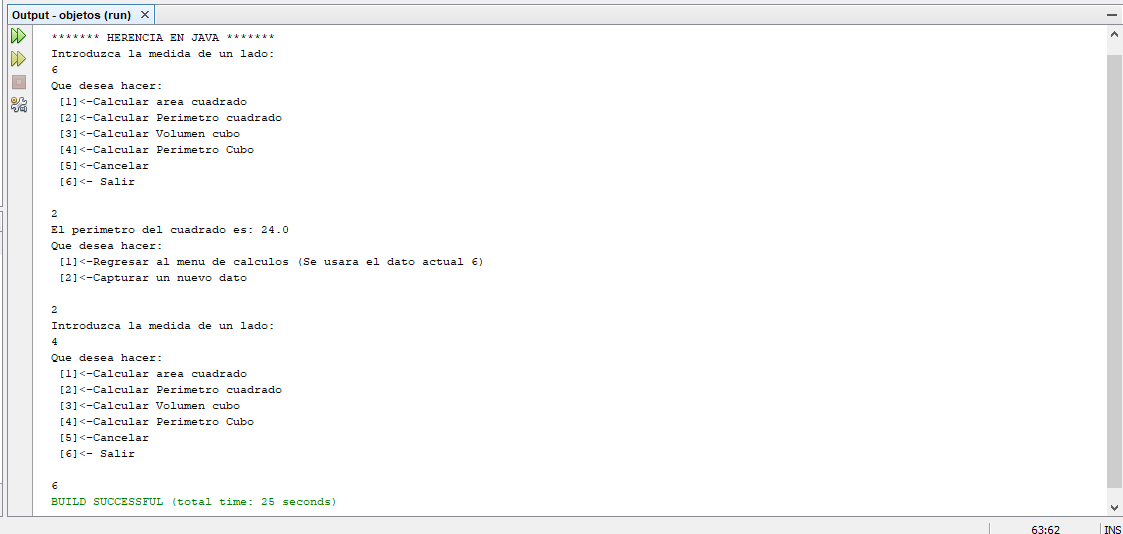 Output - objetos (run)
******* HERENCIA EN JAVA *******
Introduzca la medida de un lado:
6
Que desea hacer:
[1]<-Calcular area cuadrado
[2]<-Calcular Perimetro cuadrado
[3]<-Calcular Volumen cubo
[4]<-Calcular Perimetro Cubo
[5]<-Cancelar
[6]<- Salir
2
El perimetro del cuadrado es: 24.0
Que desea hacer:
[1]<-Regresar al menu de calculos (Se usara el dato actual 6)
[2]<-Capturar un nuevo dato
2
Introduzca la medida de un lado:
4
Que desea hacer:
[1]<-Calcular area cuadrado
[2]<-Calcular Perimetro cuadrado
[3]<-Calcular Volumen cubo
[4]<-Calcular Perimetro Cubo
[5]<-Cancelar
[6]<- Salir
6
BUILD SUCCESSFUL (total time: 25 seconds)
63:62 INS